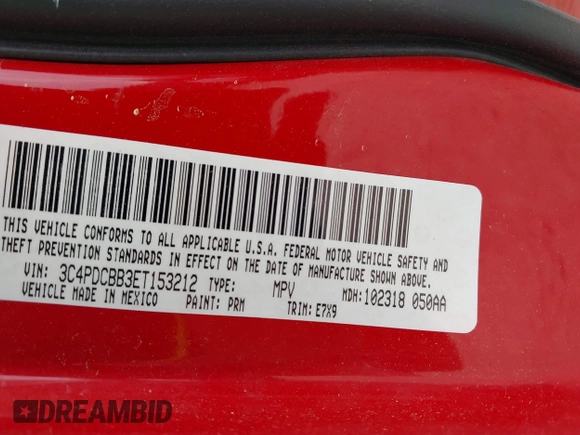 THIS VEHICLE CONFORMS TO ALL APPLICABLE U.S.A. FEDERAL MOTOR VEHICLE SAFETY AND
THEFT PREVENTION STANDARDS IN EFFECT ON THE DATE OF MANUFACTURE SHOWN ABOVE.
VIN: 3C4PDCBB3ET153212 TYPE: MPV MDH:102318 050AA
VEHICLE MADE IN MEXICO PAINT: PRM TRIM: E7X9
DREAMBID